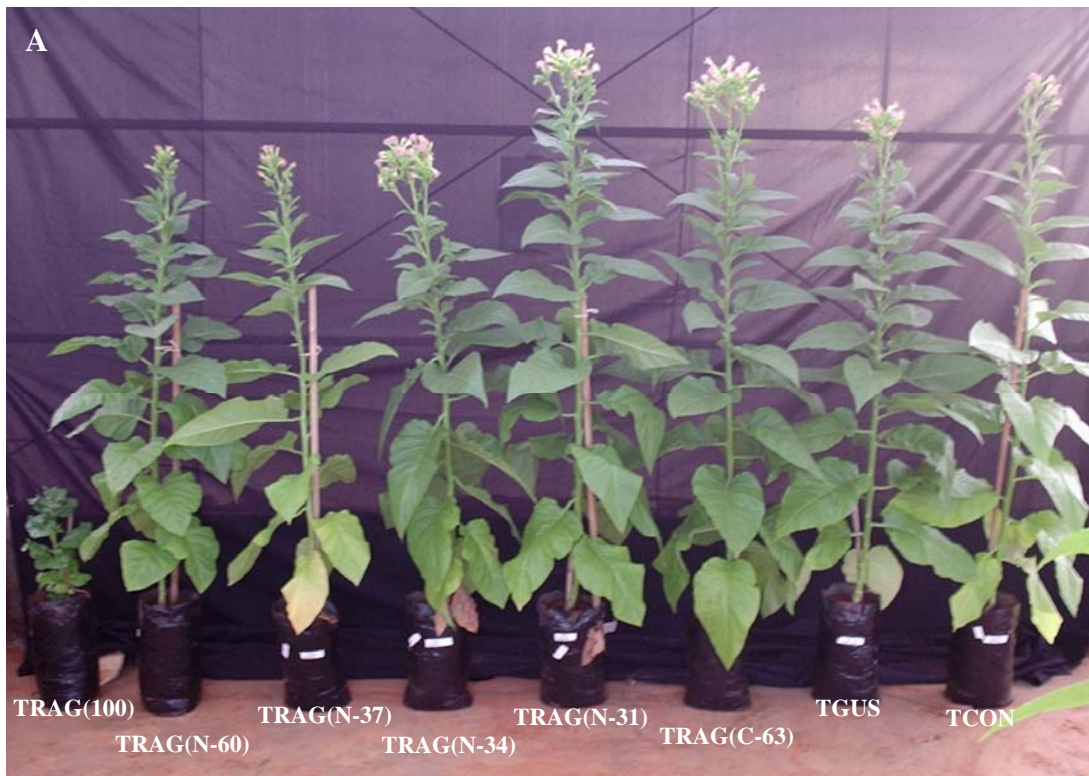 A
TRAG(100)
TRAG(N-60)
TRAG(N-37)
TRAG(N-34)
TRAG(N-31)
TRAG(C-63)
TGUS
TCON